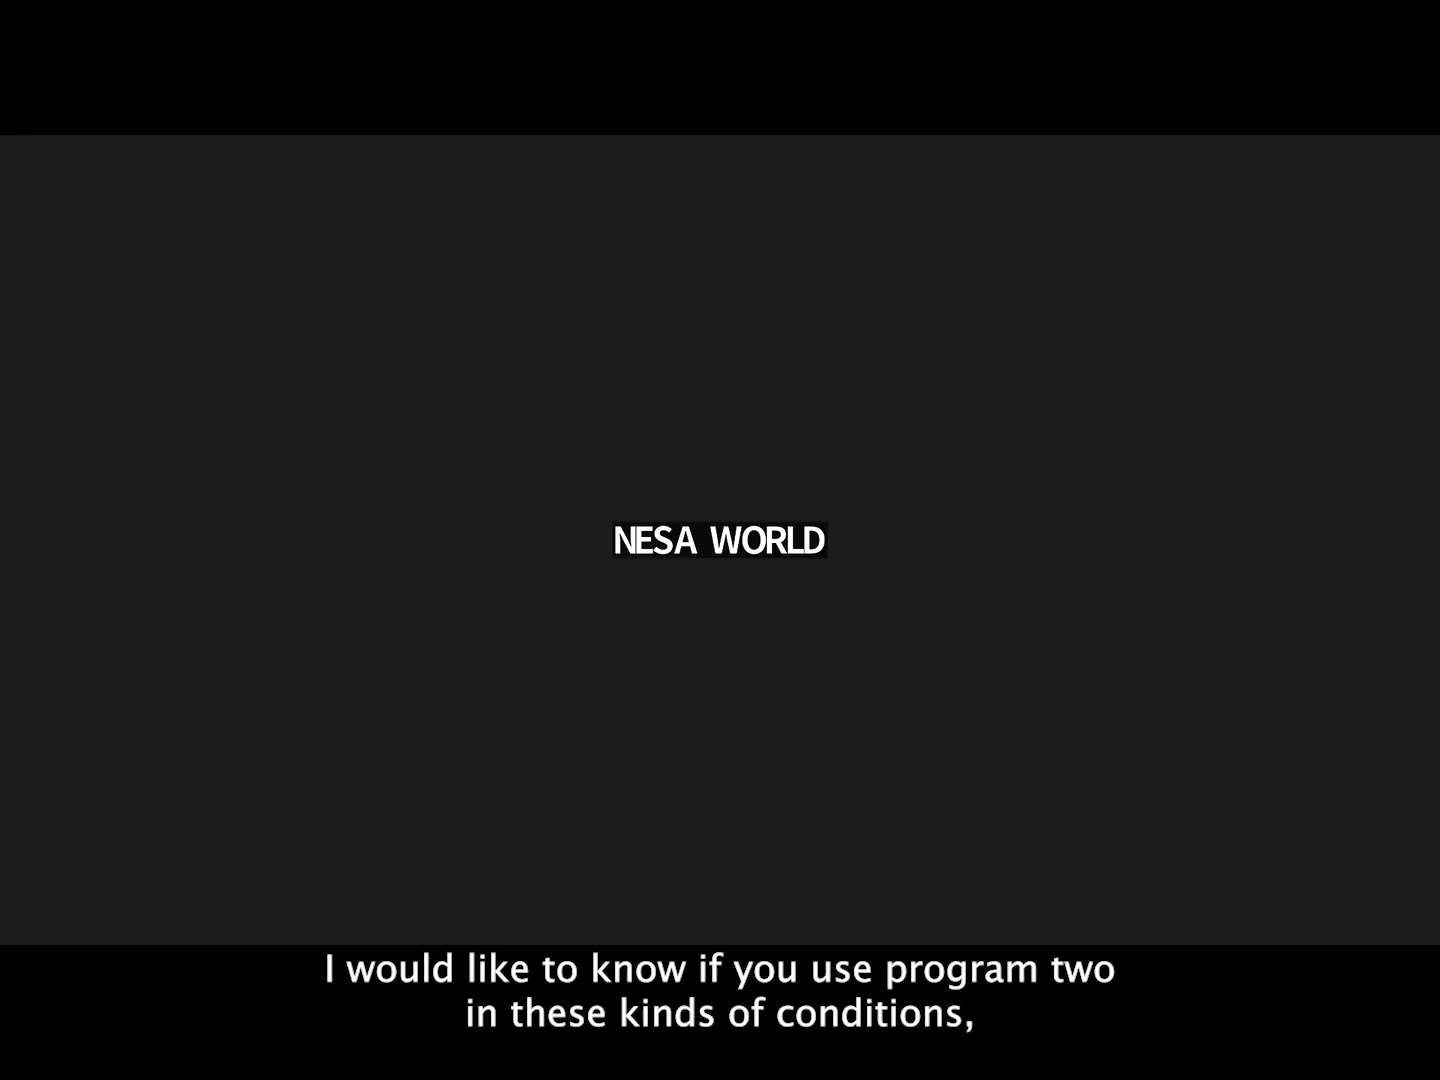 NESA WORLD
I would like to know if you use program two
in these kinds of conditions,